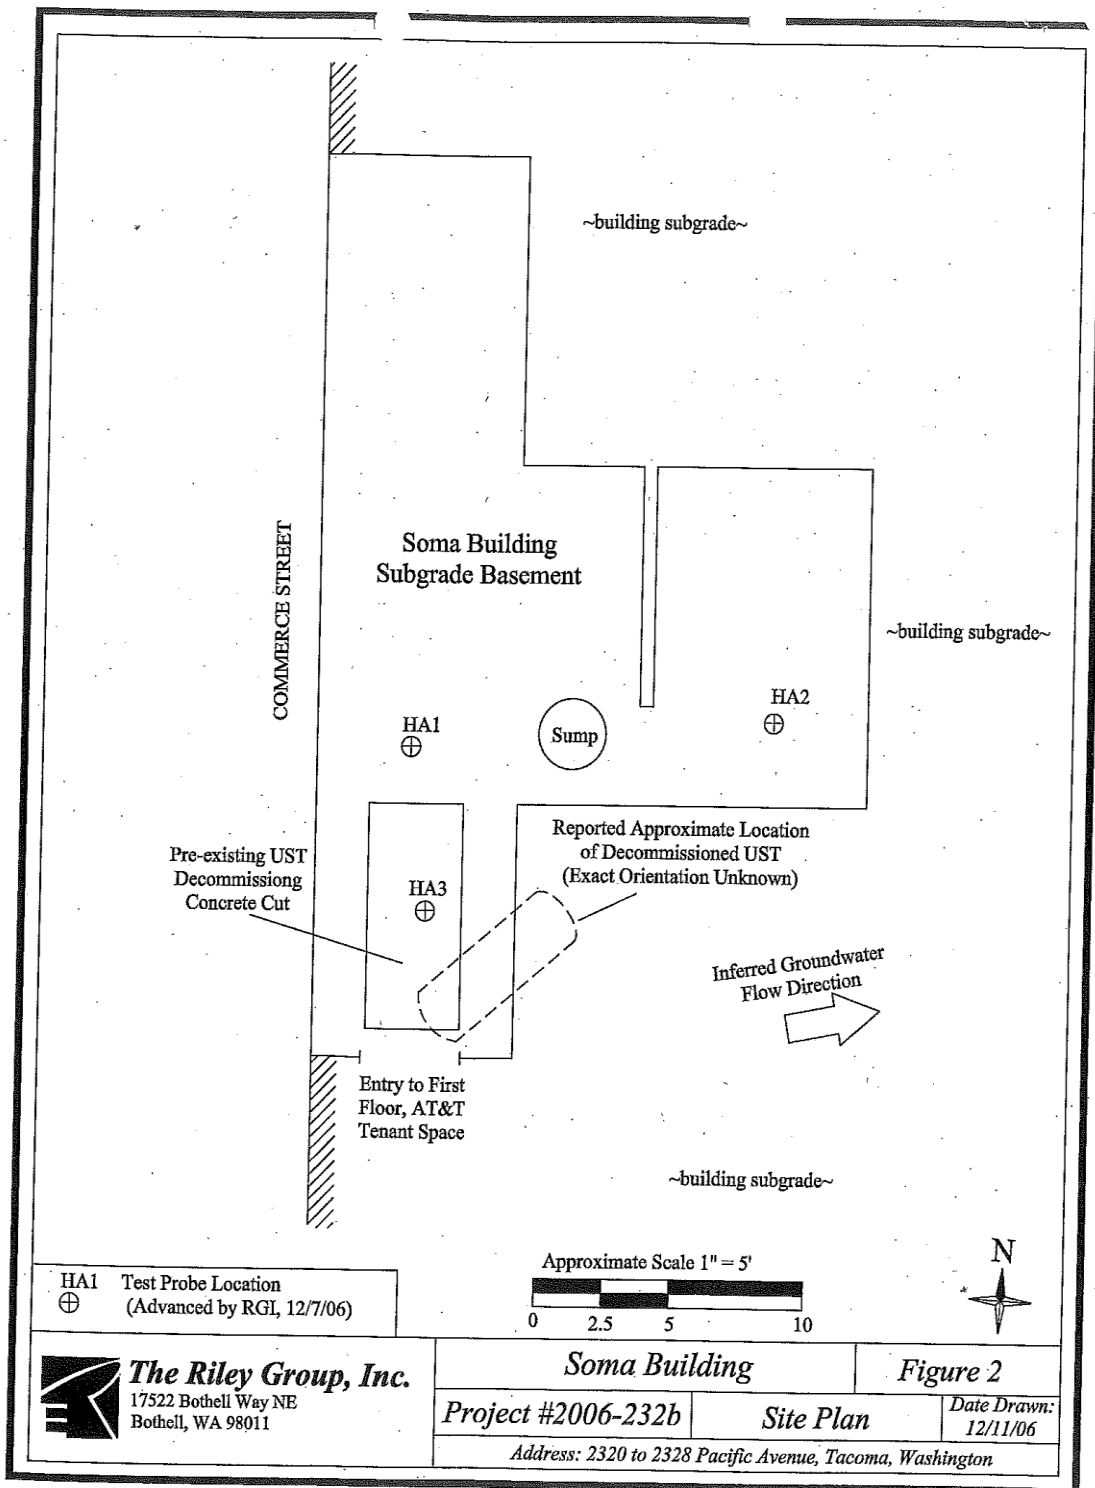 ~building subgrade~
COMMERCE STREET
Soma Building
Subgrade Basement
~building subgrade~
HA1
Sump
HA2
Pre-existing UST
Decommissiong
Concrete Cut
HA3
Reported Approximate Location
of Decommissioned UST
(Exact Orientation Unknown)
Inferred Groundwater
Flow Direction
Entry to First
Floor, AT&T
Tenant Space
~building subgrade~
HA1 Test Probe Location
(Advanced by RGI, 12/7/06)
Approximate Scale 1" = 5'
0 2.5 5 10
N
The Riley Group, Inc.
17522 Bothell Way NE
Bothell, WA 98011
Soma Building
Figure 2
Project #2006-232b
Site Plan
Date Drawn:
12/11/06
Address: 2320 to 2328 Pacific Avenue, Tacoma, Washington